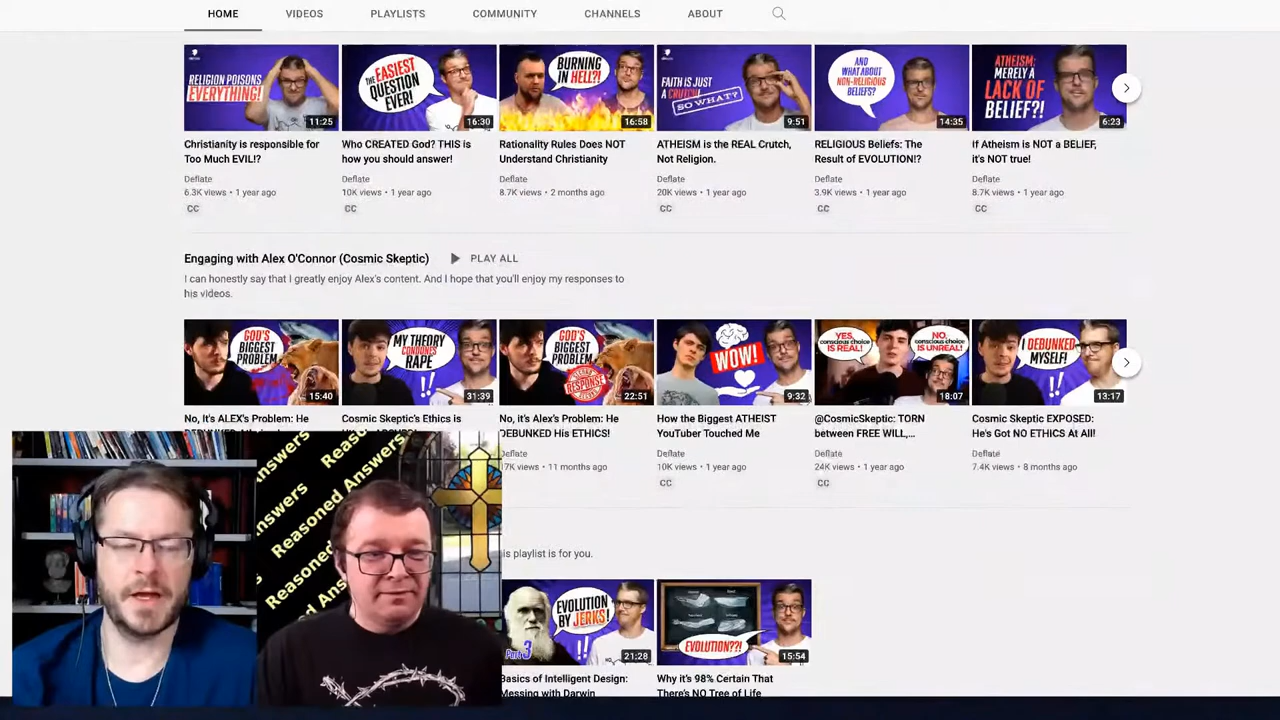 HOME
VIDEOS
PLAYLISTS
COMMUNITY
CHANNELS
ABOUT
RELIGION POISONS
EVERYTHING!
11:25
THE EASIEST
QUESTION
EVER!
16:30
BURNING
IN HELL?!
16:58
FAITH IS JUST
A CRUTCH!
SO WHAT?
9:51
AND
WHAT ABOUT
NON-RELIGIOUS
BELIEFS?!
14:35
ATHEISM:
MERELY A
LACK OF
BELIEF?!
6:23
Christianity is responsible for
Too Much EVIL!?
Deflate
6.3K views • 1 year ago
CC
Who CREATED God? THIS is
how you should answer!
Deflate
10K views • 1 year ago
CC
Rationality Rules Does NOT
Understand Christianity
Deflate
8.7K views • 2 months ago
ATHEISM is the REAL Crutch,
Not Religion.
Deflate
20K views • 1 year ago
CC
RELIGIOUS Beliefs: The
Result of EVOLUTION!?
Deflate
3.9K views • 1 year ago
CC
If Atheism is NOT a BELIEF,
it's NOT true!
Deflate
8.7K views • 1 year ago
CC
Engaging with Alex O'Connor (Cosmic Skeptic)
PLAY ALL
I can honestly say that I greatly enjoy Alex's content. And I hope that you'll enjoy my responses to
his videos.
GOD'S
BIGGEST
PROBLEM
15:40
MY THEORY
CONDONES
RAPE
!!
31:39
GOD'S
BIGGEST
PROBLEM
RESPONSE
22:51
WOW!
9:32
YES,
conscious choice
IS REAL!
NO,
conscious choice
IS UNREAL!
18:07
I DEBUNKED
MYSELF!
!!
13:17
No, it's ALEX's Problem: He
Cosmic Skeptic's Ethics is
No, it's Alex's Problem: He
DEBUNKED His ETHICS!
17K views • 11 months ago
How the Biggest ATHEIST
YouTuber Touched Me
Deflate
10K views • 1 year ago
CC
@CosmicSkeptic: TORN
between FREE WILL,...
Deflate
24K views • 1 year ago
CC
Cosmic Skeptic EXPOSED:
He's Got NO ETHICS At All!
Deflate
7.4K views • 8 months ago
is playlist is for you.
Answers
Reasoned Answers
Reasoned Answers
EVOLUTION
BY JERKS!
!!
Part 3
21:28
EVOLUTION??!
15:54
Basics of Intelligent Design:
Messing with Darwin
Why it's 98% Certain That
There's NO Tree of Life